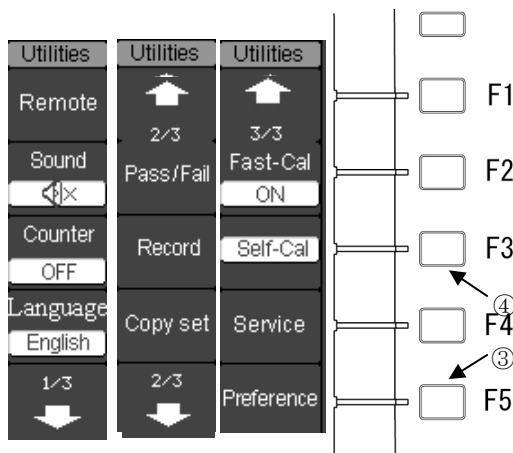 Utilities
Remote
Sound
Counter
OFF
Language
English
1/3
Utilities
2/3
Pass/Fail
Record
Copy set
2/3
Utilities
3/3
Fast-Cal
ON
Self-Cal
Service
Preference
F1
F2
F3
④
F4
③
F5